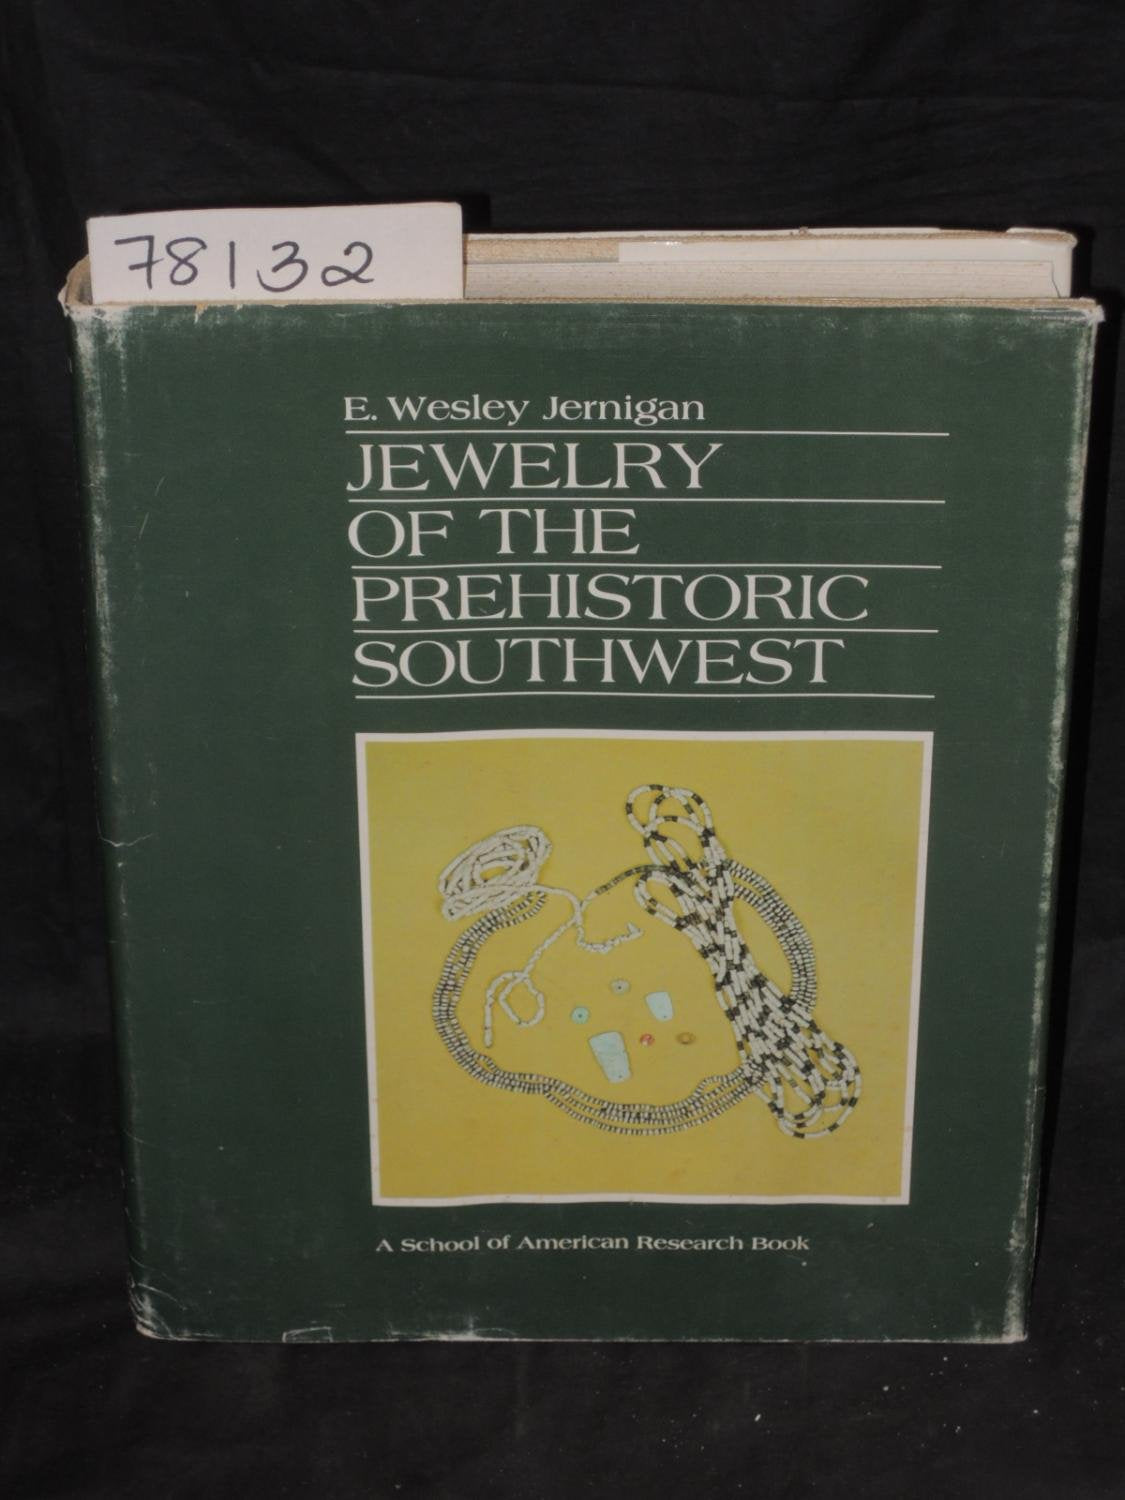 78132
E. Wesley Jernigan
JEWELRY
OF THE
PREHISTORIC
SOUTHWEST
A School of American Research Book